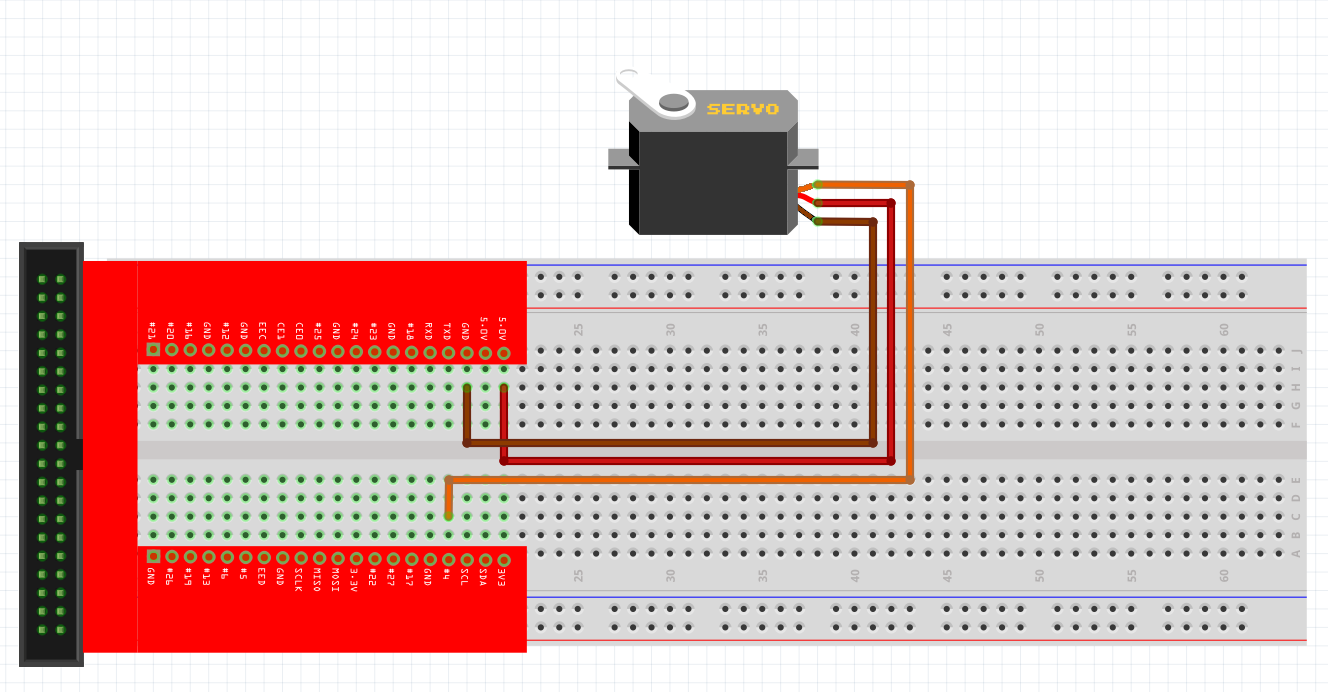 SERVO
#21 #20 #16 GND #12 GND EEC CE1 CE0 #25 GND #24 #23 GND #18 RXD TXD GND 5.0V 5.0V
25 30 35 40 45 50 55 60
J
I
H
G
F
E
D
C
B
A
GND #26 #19 #13 #6 #5 EED GND SCLK MISO MOSI 3.3V #22 #27 #17 GND #4 SCL SDA 3V3
25 30 35 40 45 50 55 60